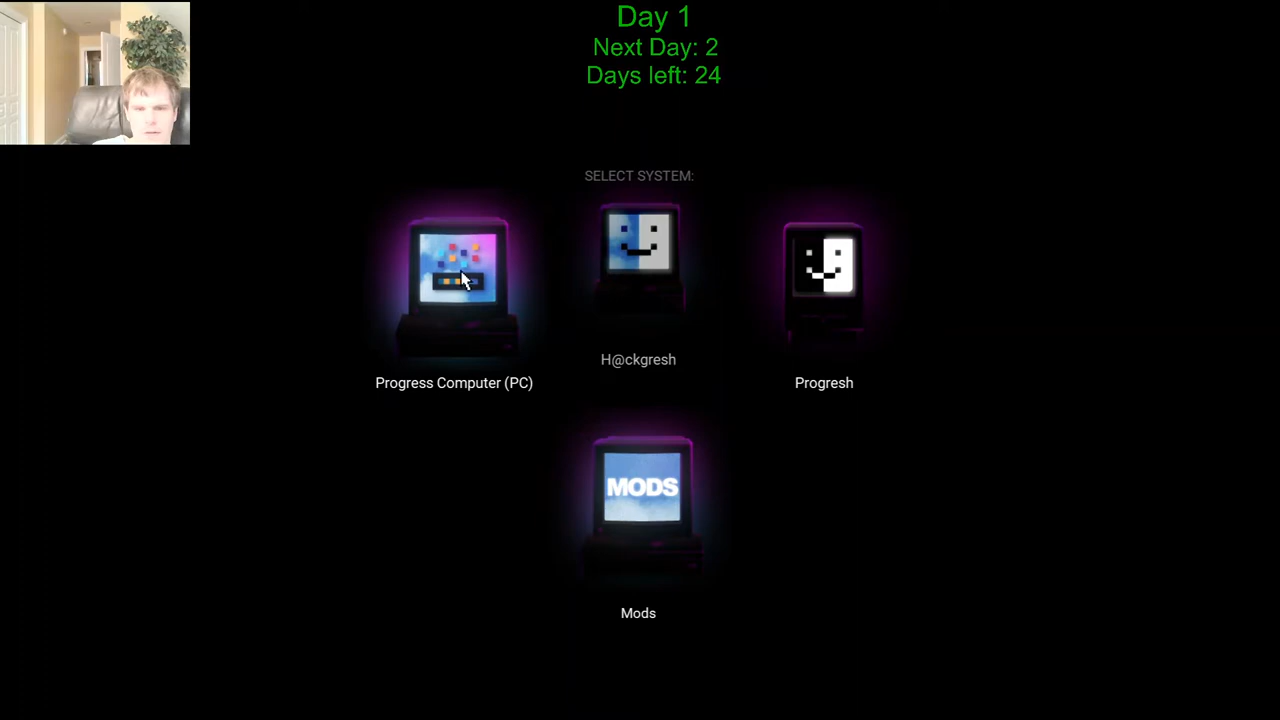 Day 1
Next Day: 2
Days left: 24
SELECT SYSTEM:
H@ckgresh
Progress Computer (PC)
Progresh
MODS
Mods